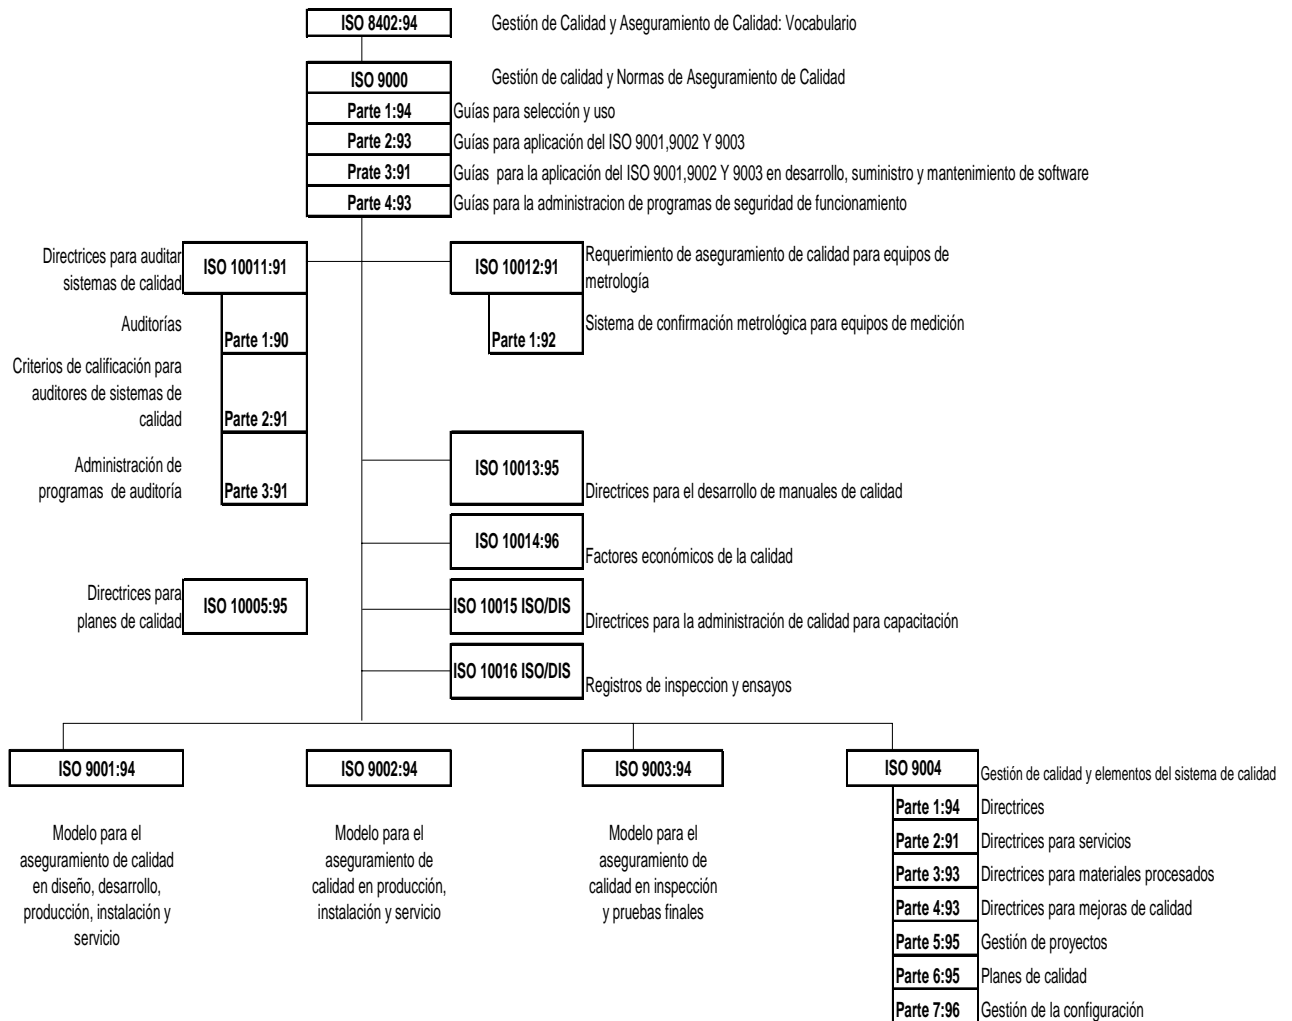 ISO 8402:94 Gestión de Calidad y Aseguramiento de Calidad: Vocabulario
ISO 9000 Gestión de calidad y Normas de Aseguramiento de Calidad
Parte 1:94 Guías para selección y uso
Parte 2:93 Guías para aplicación del ISO 9001,9002 Y 9003
Prate 3:91 Guías para la aplicación del ISO 9001,9002 Y 9003 en desarrollo, suministro y mantenimiento de software
Parte 4:93 Guías para la administracion de programas de seguridad de funcionamiento
Directrices para auditar
sistemas de calidad
ISO 10011:91
Auditorías
Parte 1:90
Criterios de calificación para
auditores de sistemas de
calidad
Parte 2:91
Administración de
programas de auditoría
Parte 3:91
ISO 10012:91
Requerimiento de aseguramiento de calidad para equipos de
metrología
Parte 1:92
Sistema de confirmación metrológica para equipos de medición
ISO 10013:95
Directrices para el desarrollo de manuales de calidad
ISO 10014:96
Factores económicos de la calidad
Directrices para
planes de calidad
ISO 10005:95
ISO 10015 ISO/DIS
Directrices para la administración de calidad para capacitación
ISO 10016 ISO/DIS
Registros de inspeccion y ensayos
ISO 9001:94
Modelo para el
aseguramiento de calidad
en diseño, desarrollo,
producción, instalación y
servicio
ISO 9002:94
Modelo para el
aseguramiento de
calidad en producción,
instalación y servicio
ISO 9003:94
Modelo para el
aseguramiento de
calidad en inspección
y pruebas finales
ISO 9004 Gestión de calidad y elementos del sistema de calidad
Parte 1:94 Directrices
Parte 2:91 Directrices para servicios
Parte 3:93 Directrices para materiales procesados
Parte 4:93 Directrices para mejoras de calidad
Parte 5:95 Gestión de proyectos
Parte 6:95 Planes de calidad
Parte 7:96 Gestión de la configuración